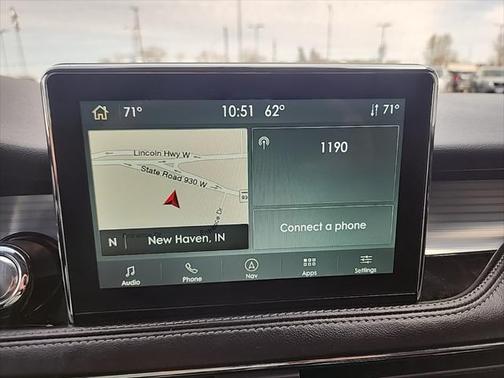 71° 10:51 62° 71°
Lincoln Hwy W
State Road 930 W
930
1190
N New Haven, IN
Connect a phone
Audio Phone Nav Apps Settings